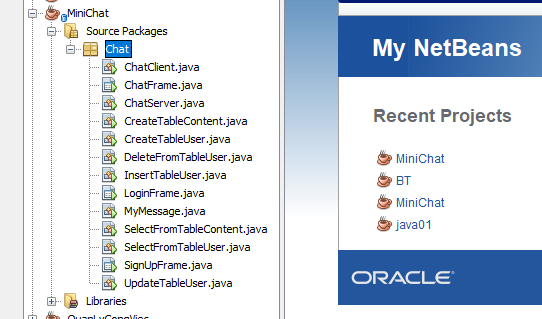 MiniChat
Source Packages
Chat
ChatClient.java
ChatFrame.java
ChatServer.java
CreateTableContent.java
CreateTableUser.java
DeleteFromTableUser.java
InsertTableUser.java
LoginFrame.java
MyMessage.java
SelectFromTableContent.java
SelectFromTableUser.java
SignUpFrame.java
UpdateTableUser.java
Libraries
QuanLyCongViec
My NetBeans
Recent Projects
MiniChat
BT
MiniChat
java01
ORACLE